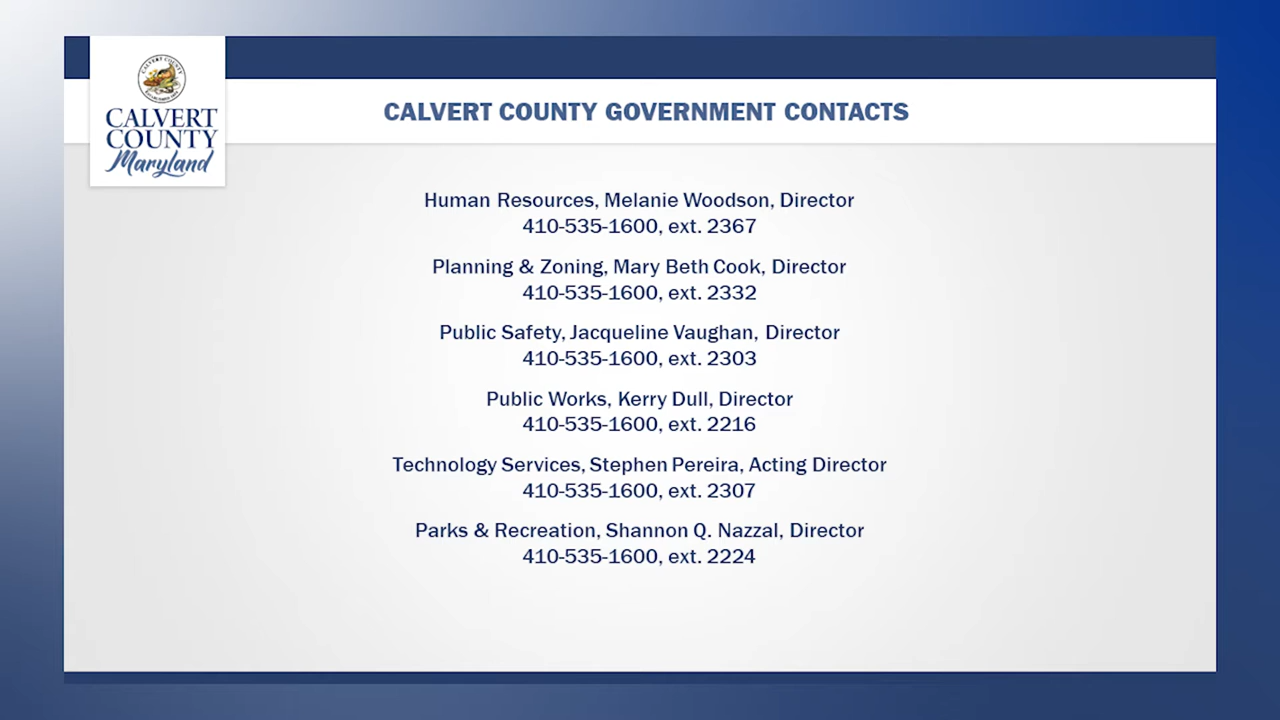 CALVERT COUNTY
CALVERT
COUNTY
Maryland
CALVERT COUNTY GOVERNMENT CONTACTS
Human Resources, Melanie Woodson, Director
410-535-1600, ext. 2367
Planning & Zoning, Mary Beth Cook, Director
410-535-1600, ext. 2332
Public Safety, Jacqueline Vaughan, Director
410-535-1600, ext. 2303
Public Works, Kerry Dull, Director
410-535-1600, ext. 2216
Technology Services, Stephen Pereira, Acting Director
410-535-1600, ext. 2307
Parks & Recreation, Shannon Q. Nazzal, Director
410-535-1600, ext. 2224